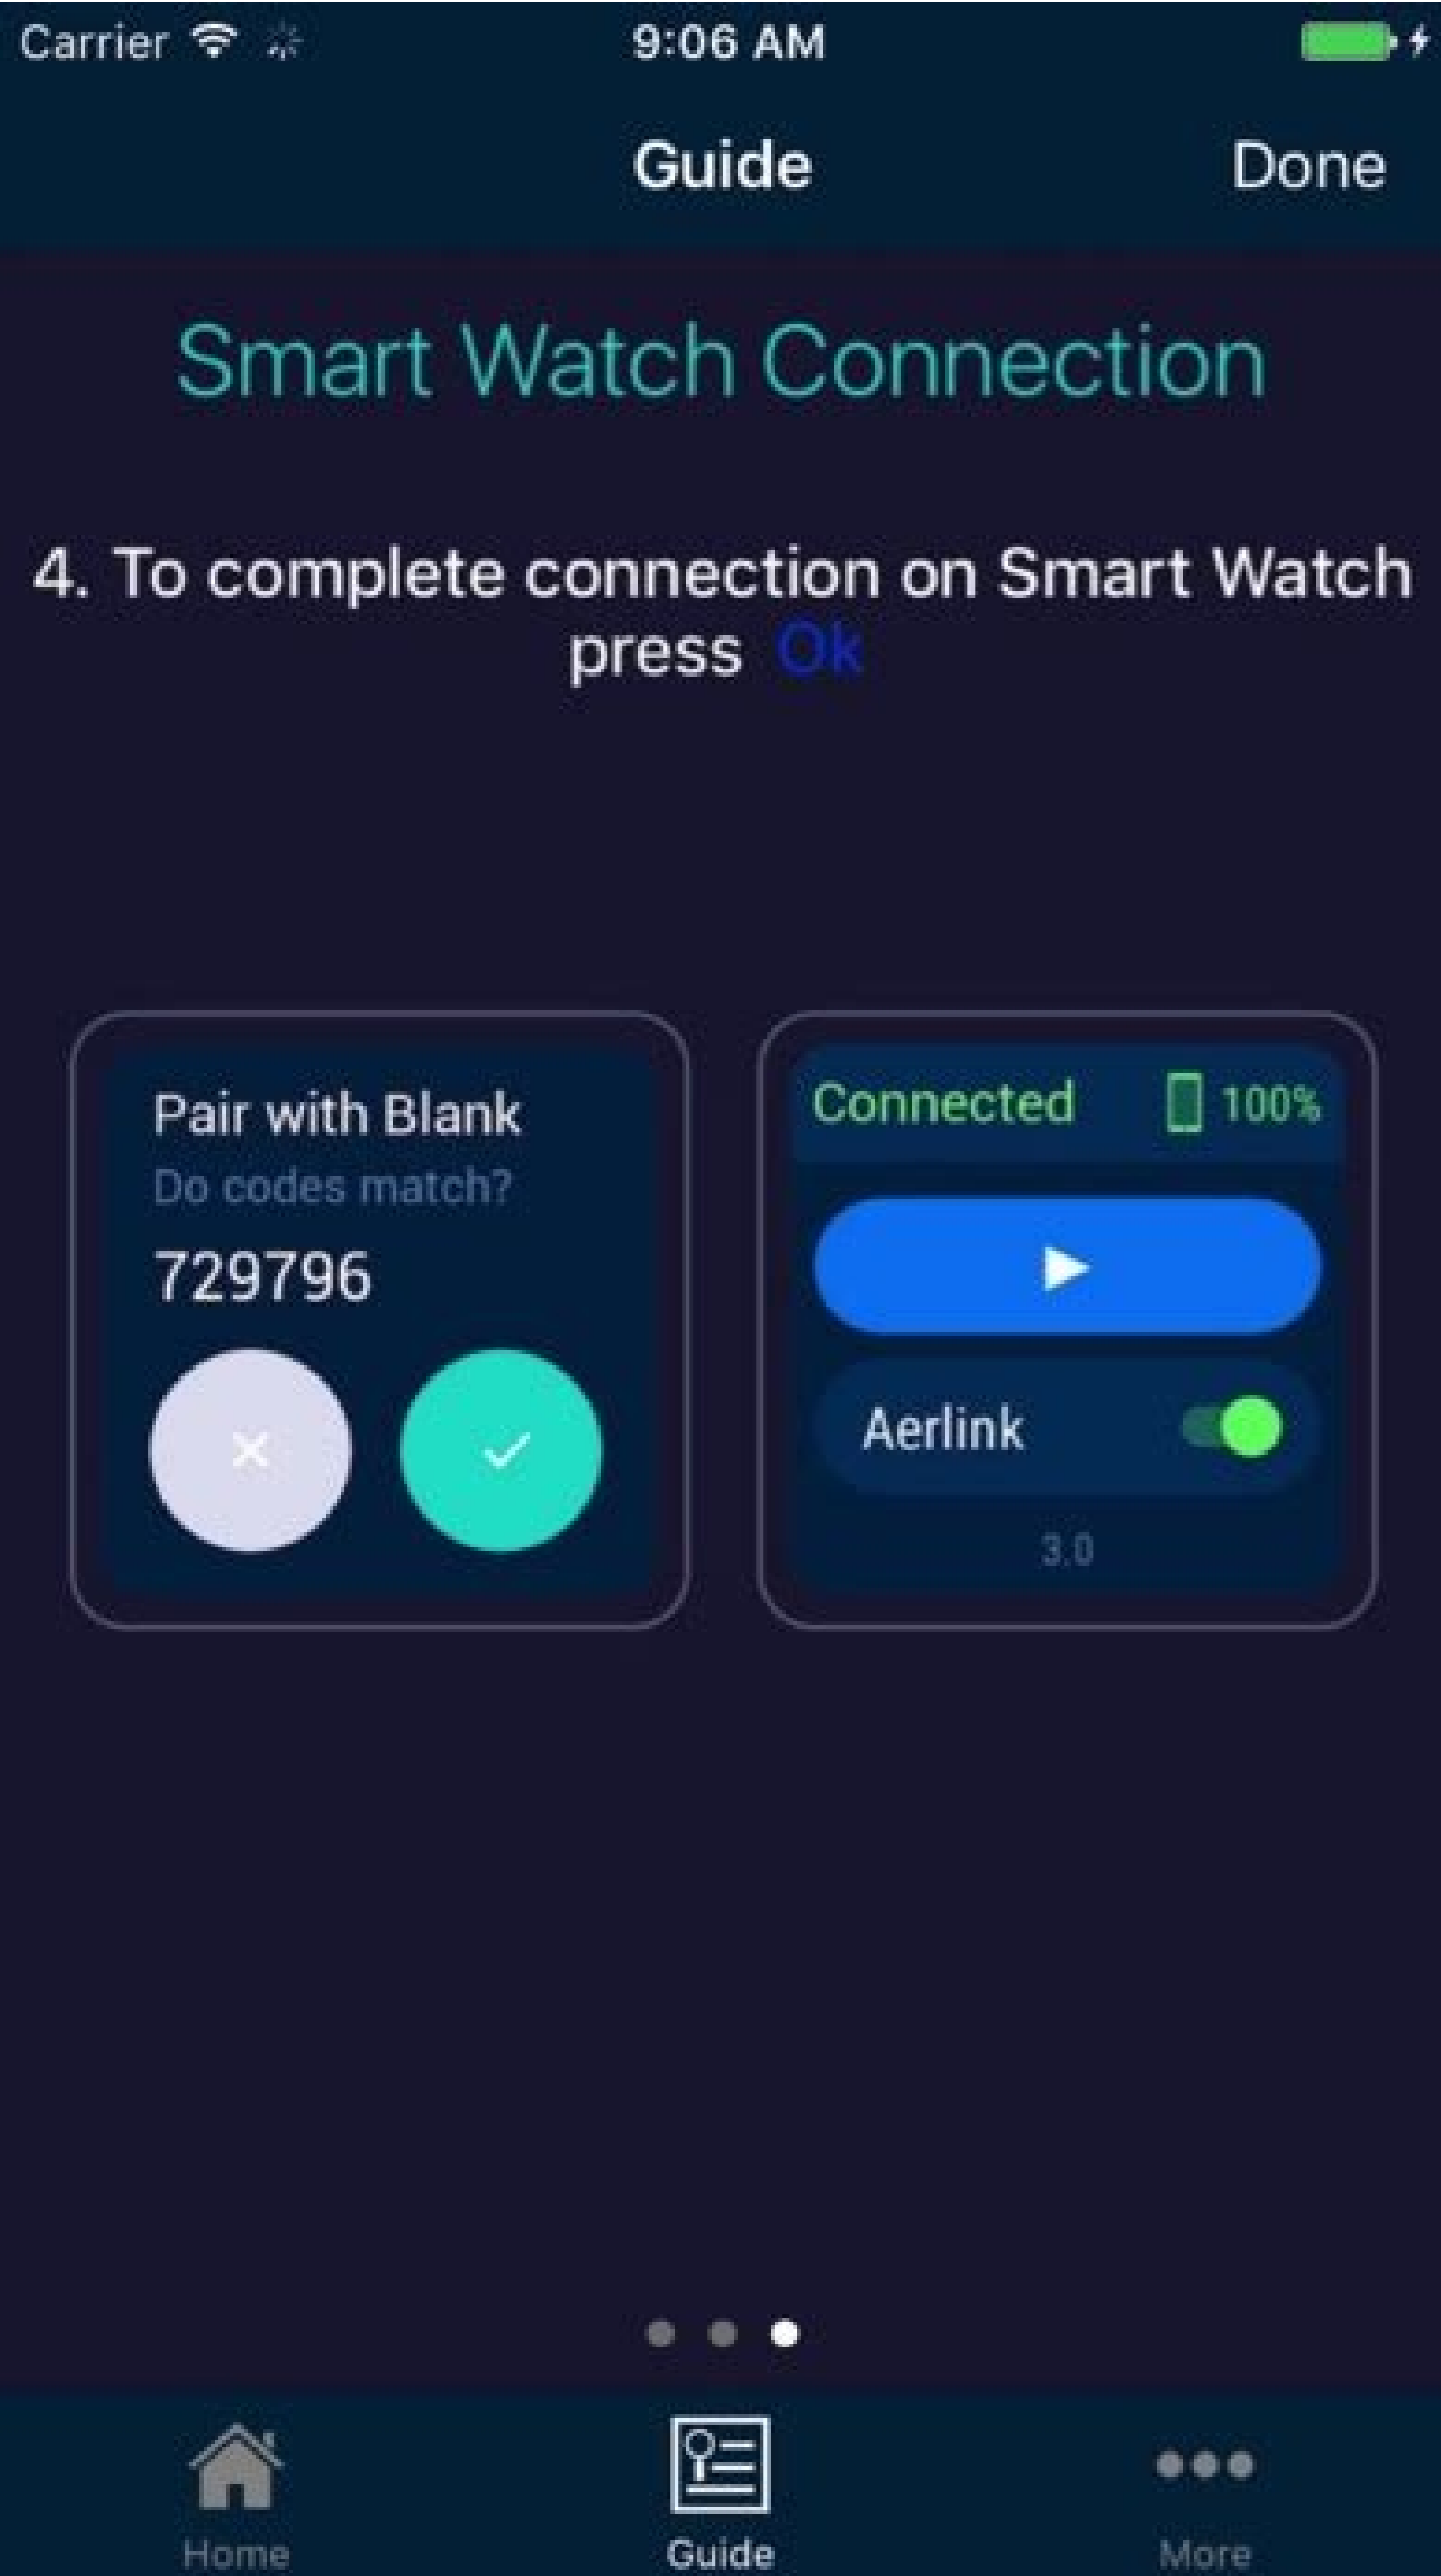 Carrier 9:06 AM
Guide Done
Smart Watch Connection
4. To complete connection on Smart Watch
press Ok
Pair with Blank
Do codes match?
729796
Connected 100%
Aerlink
3.0
Home Guide More